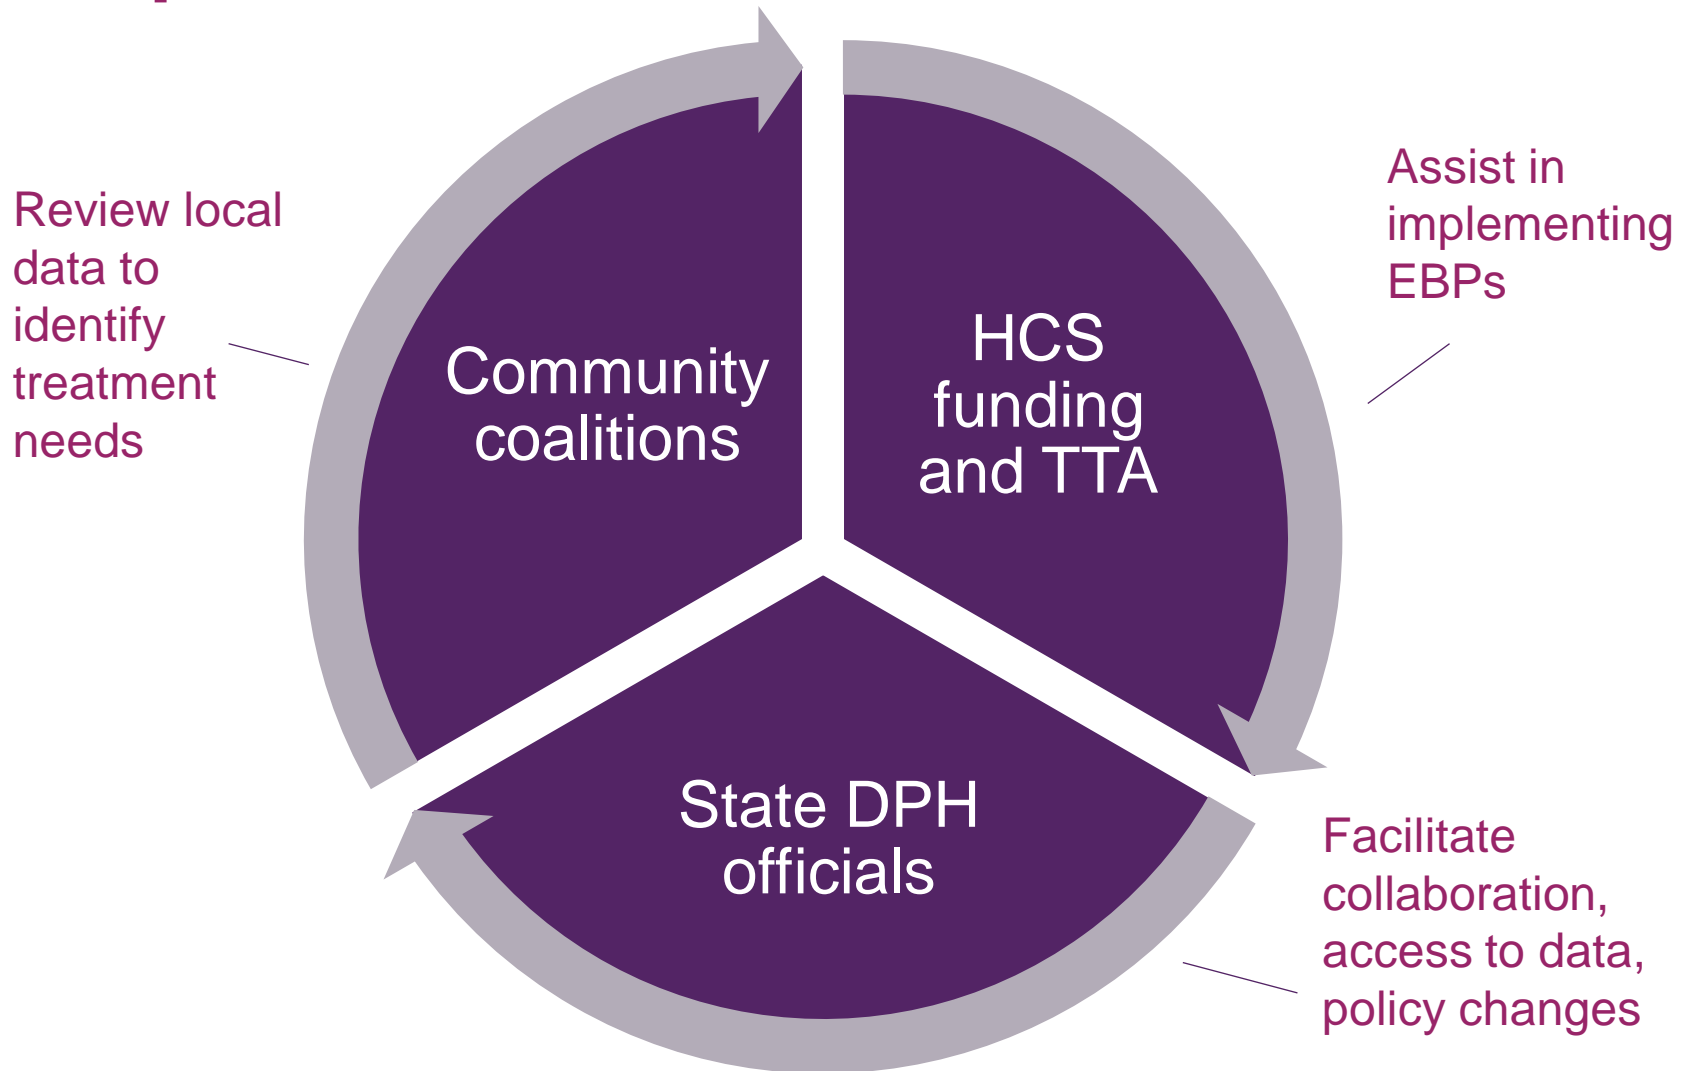 Review local
data to
identify
treatment
needs
Community
coalitions
HCS
funding
and TTA
Assist in
implementing
EBPs
State DPH
officials
Facilitate
collaboration,
access to data,
policy changes